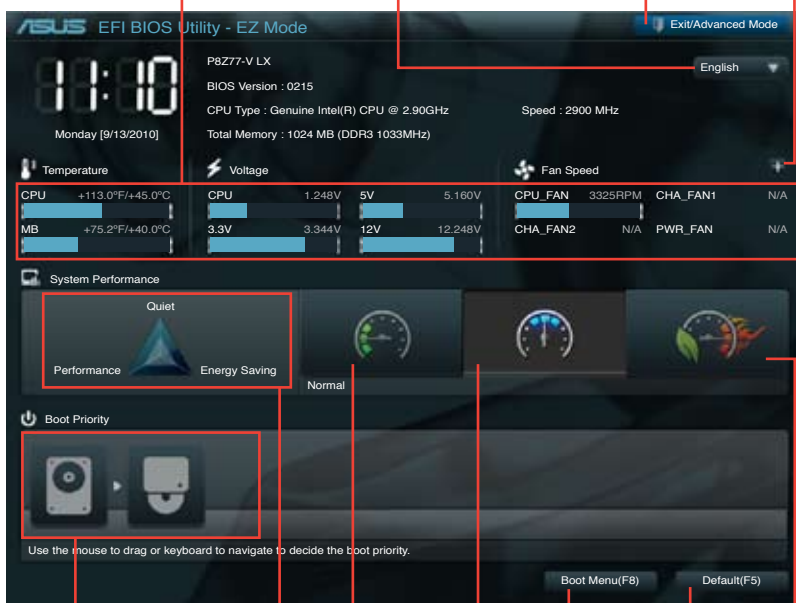 ASUS EFI BIOS Utility - EZ Mode
Exit/Advanced Mode
11:10
Monday [9/13/2010]
P8Z77-V LX
English
BIOS Version : 0215
CPU Type : Genuine Intel(R) CPU @ 2.90GHz Speed : 2900 MHz
Total Memory : 1024 MB (DDR3 1033MHz)
Temperature Voltage Fan Speed
CPU +113.0ºF/+45.0ºC CPU 1.248V 5V 5.160V CPU_FAN 3325RPM CHA_FAN1 N/A
MB +75.2ºF/+40.0ºC 3.3V 3.344V 12V 12.248V CHA_FAN2 N/A PWR_FAN N/A
System Performance
Quiet
Performance Energy Saving
Normal
Boot Priority
Use the mouse to drag or keyboard to navigate to decide the boot priority.
Boot Menu(F8) Default(F5)